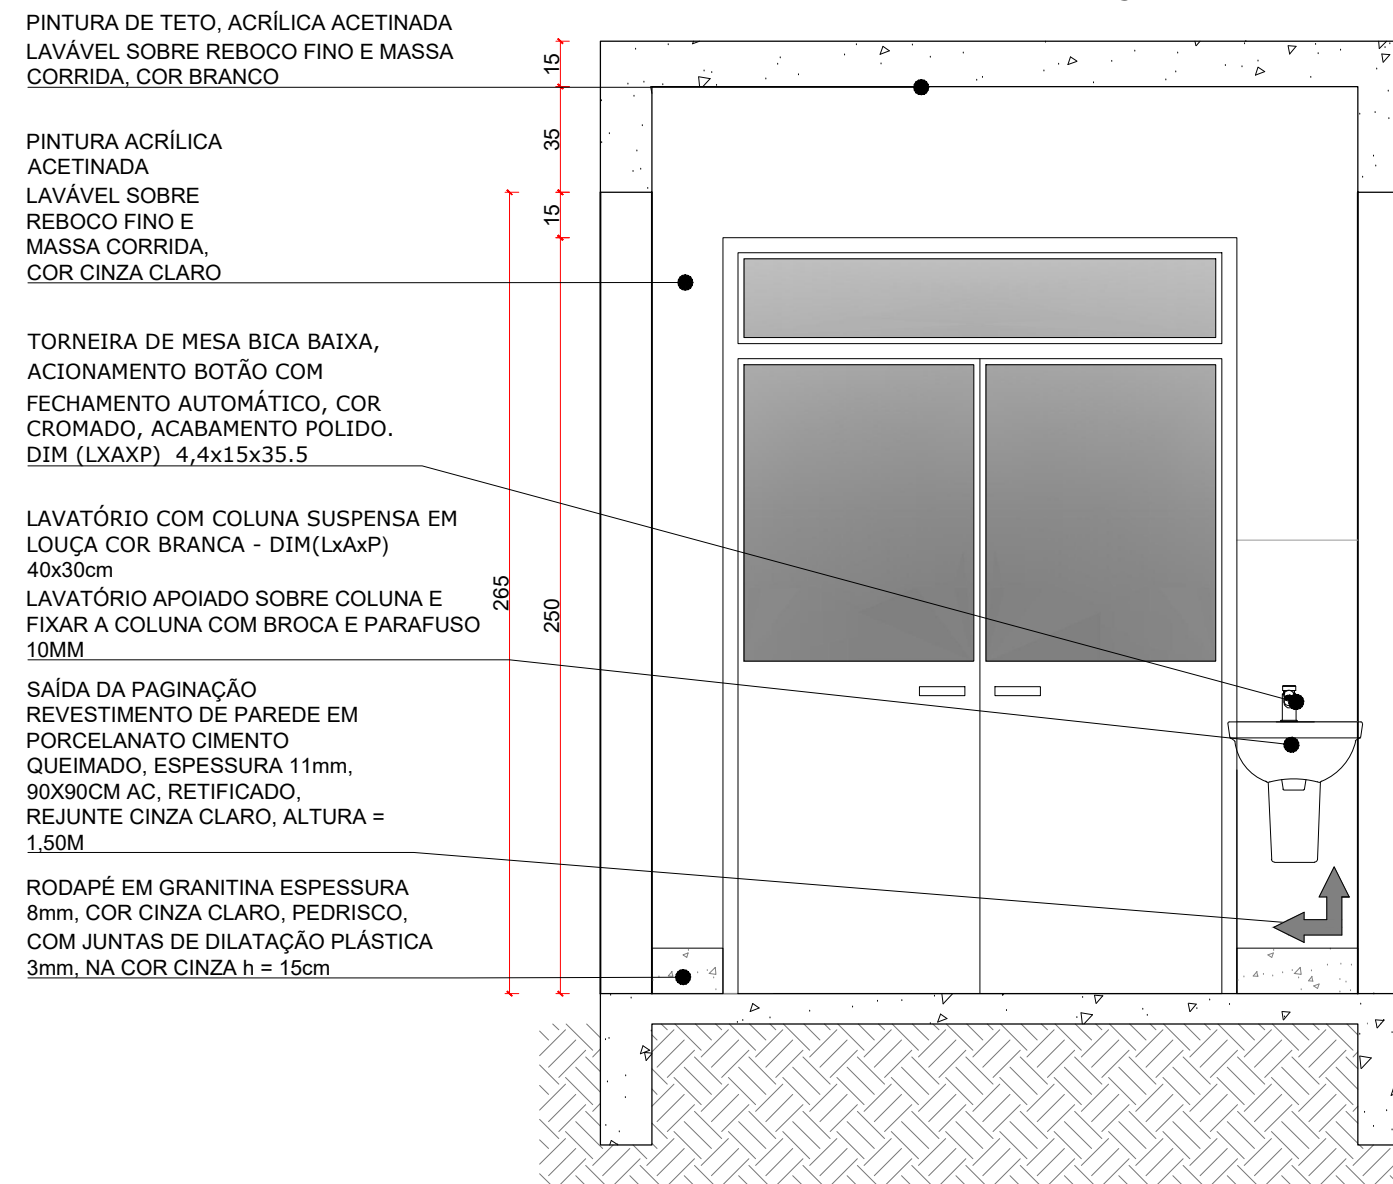 PINTURA DE TETO, ACRÍLICA ACETINADA
LAVÁVEL SOBRE REBOCO FINO E MASSA
CORRIDA, COR BRANCO
PINTURA ACRÍLICA
ACETINADA
LAVÁVEL SOBRE
REBOCO FINO E
MASSA CORRIDA,
COR CINZA CLARO
TORNEIRA DE MESA BICA BAIXA,
ACIONAMENTO BOTÃO COM
FECHAMENTO AUTOMÁTICO, COR
CROMADO, ACABAMENTO POLIDO.
DIM (LXAXP) 4,4x15x35.5
LAVATÓRIO COM COLUNA SUSPENSA EM
LOUÇA COR BRANCA - DIM(LxAxP)
40x30cm
LAVATÓRIO APOIADO SOBRE COLUNA E
FIXAR A COLUNA COM BROCA E PARAFUSO
10MM
SAÍDA DA PAGINAÇÃO
REVESTIMENTO DE PAREDE EM
PORCELANATO CIMENTO
QUEIMADO, ESPESSURA 11mm,
90X90CM AC, RETIFICADO,
REJUNTE CINZA CLARO, ALTURA =
1,50M
RODAPÉ EM GRANITINA ESPESSURA
8mm, COR CINZA CLARO, PEDRISCO,
COM JUNTAS DE DILATAÇÃO PLÁSTICA
3mm, NA COR CINZA h = 15cm
15
35
15
265
250